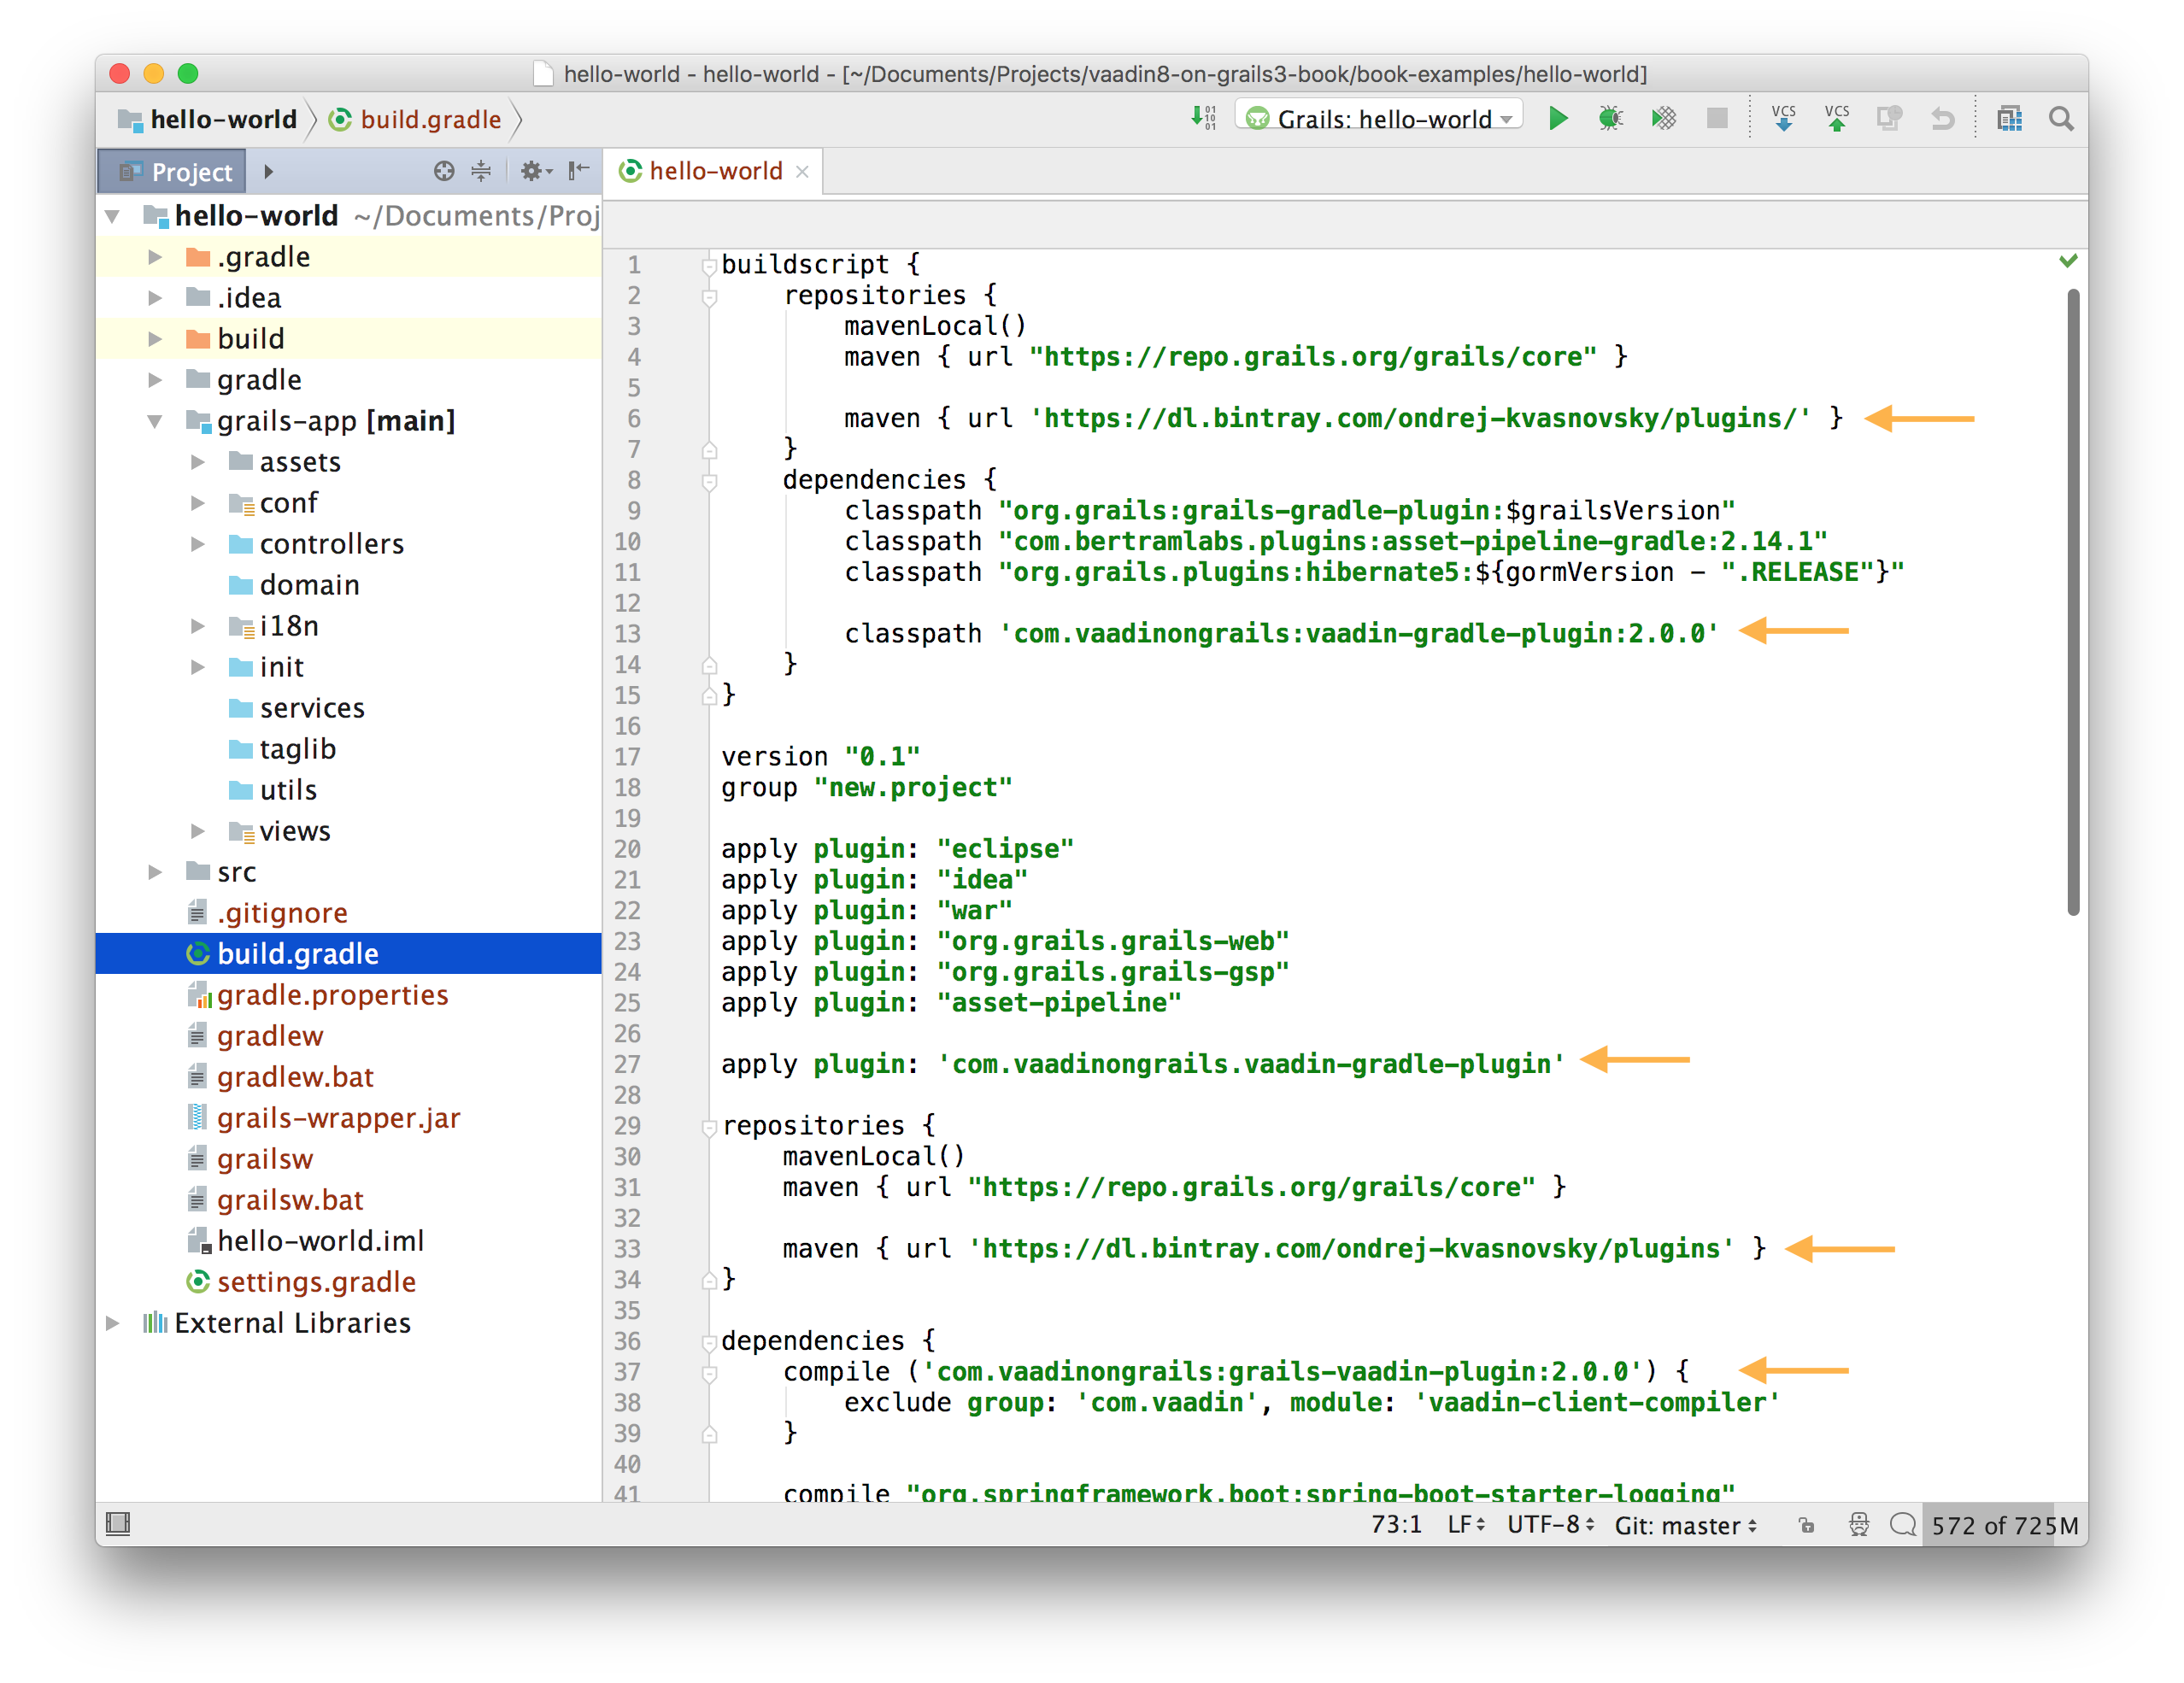 hello-world - hello-world - [~/Documents/Projects/vaadin8-on-grails3-book/book-examples/hello-world]
hello-world build.gradle
Grails: hello-world
VCS VCS
Project
hello-world
hello-world ~/Documents/Proj
.gradle
.idea
build
gradle
grails-app [main]
assets
conf
controllers
domain
i18n
init
services
taglib
utils
views
src
.gitignore
build.gradle
gradle.properties
gradlew
gradlew.bat
grails-wrapper.jar
grailsw
grailsw.bat
hello-world.iml
settings.gradle
External Libraries
1 buildscript {
2 repositories {
3 mavenLocal()
4 maven { url "https://repo.grails.org/grails/core" }
5
6 maven { url 'https://dl.bintray.com/ondrej-kvasnovsky/plugins/' }
7 }
8 dependencies {
9 classpath "org.grails:grails-gradle-plugin:$grailsVersion"
10 classpath "com.bertramlabs.plugins:asset-pipeline-gradle:2.14.1"
11 classpath "org.grails.plugins:hibernate5:${gormVersion - ".RELEASE"}"
12
13 classpath 'com.vaadinongrails:vaadin-gradle-plugin:2.0.0'
14 }
15 }
16
17 version "0.1"
18 group "new.project"
19
20 apply plugin: "eclipse"
21 apply plugin: "idea"
22 apply plugin: "war"
23 apply plugin: "org.grails.grails-web"
24 apply plugin: "org.grails.grails-gsp"
25 apply plugin: "asset-pipeline"
26
27 apply plugin: 'com.vaadinongrails.vaadin-gradle-plugin'
28
29 repositories {
30 mavenLocal()
31 maven { url "https://repo.grails.org/grails/core" }
32
33 maven { url 'https://dl.bintray.com/ondrej-kvasnovsky/plugins' }
34 }
35
36 dependencies {
37 compile ('com.vaadinongrails:grails-vaadin-plugin:2.0.0') {
38 exclude group: 'com.vaadin', module: 'vaadin-client-compiler'
39 }
40
41 compile "org.springframework.boot:spring-boot-starter-logging"
73:1 LF UTF-8 Git: master 572 of 725M